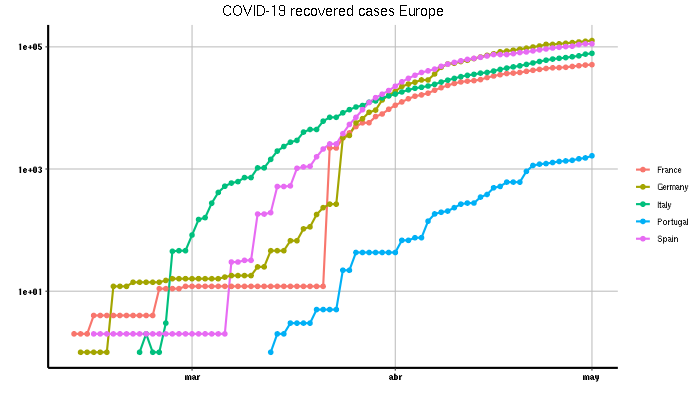 COVID-19 recovered cases Europe
1e+05
1e+03
1e+01
mar
abr
may
France
Germany
Italy
Portugal
Spain